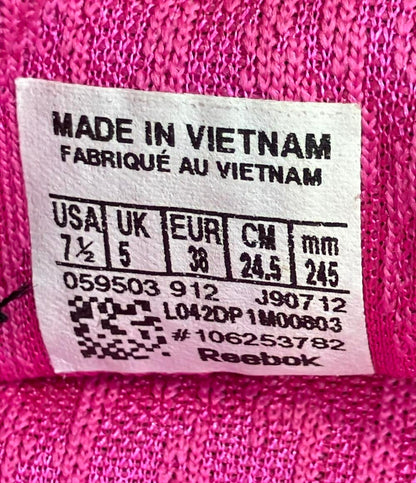 MADE IN VIETNAM
FABRIQUÉ AU VIETNAM
USA UK EUR CM mm
7½ 5 38 24.5 245
059503 912 J90712
L042DP1M00603
#106253782
Reebok